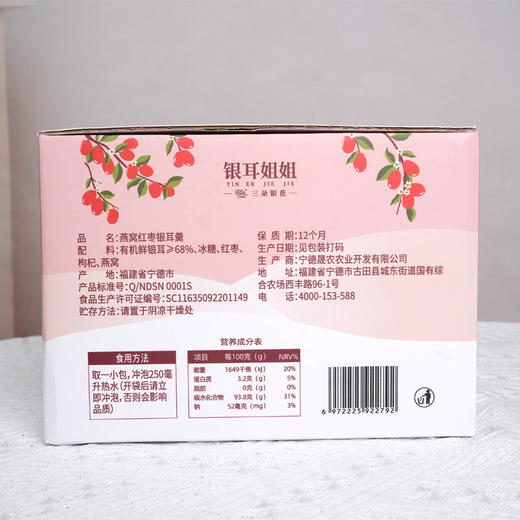 银耳姐姐
YIN ER JIE JIE
三朵银花
品 名:燕窝红枣银耳羹
配 料:有机鲜银耳≥68%、冰糖、红枣、
枸杞、燕窝
产 地:福建省宁德市
产品标准号:Q/NDSN 0001S
食品生产许可证编号:SC11635092201149
贮存方法:请置于阴凉干燥处
保 质 期:12个月
生产日期:见包装打码
生 产 商:宁德晟农农业开发有限公司
地 址:福建省宁德市古田县城东街道国有综
合农场西丰路96-1号
电 话:4000-153-588
食用方法
取一小包,冲泡250毫
升热水(开袋后请立
即冲泡,否则会影响
品质)
营养成分表
项目 每100克(g) NRV%
能量 1649千焦(kJ) 20%
蛋白质 3.2克(g) 5%
脂肪 0克(g) 0%
碳水化合物 93.8克(g) 31%
钠 52毫克(mg) 3%
6 972225 922792